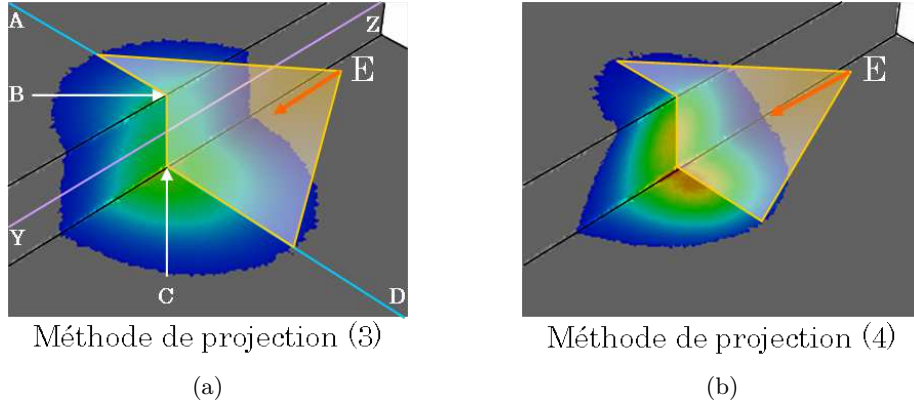 A
Z
E
B
Y
C
D
Méthode de projection (3)
(a)
E
Méthode de projection (4)
(b)